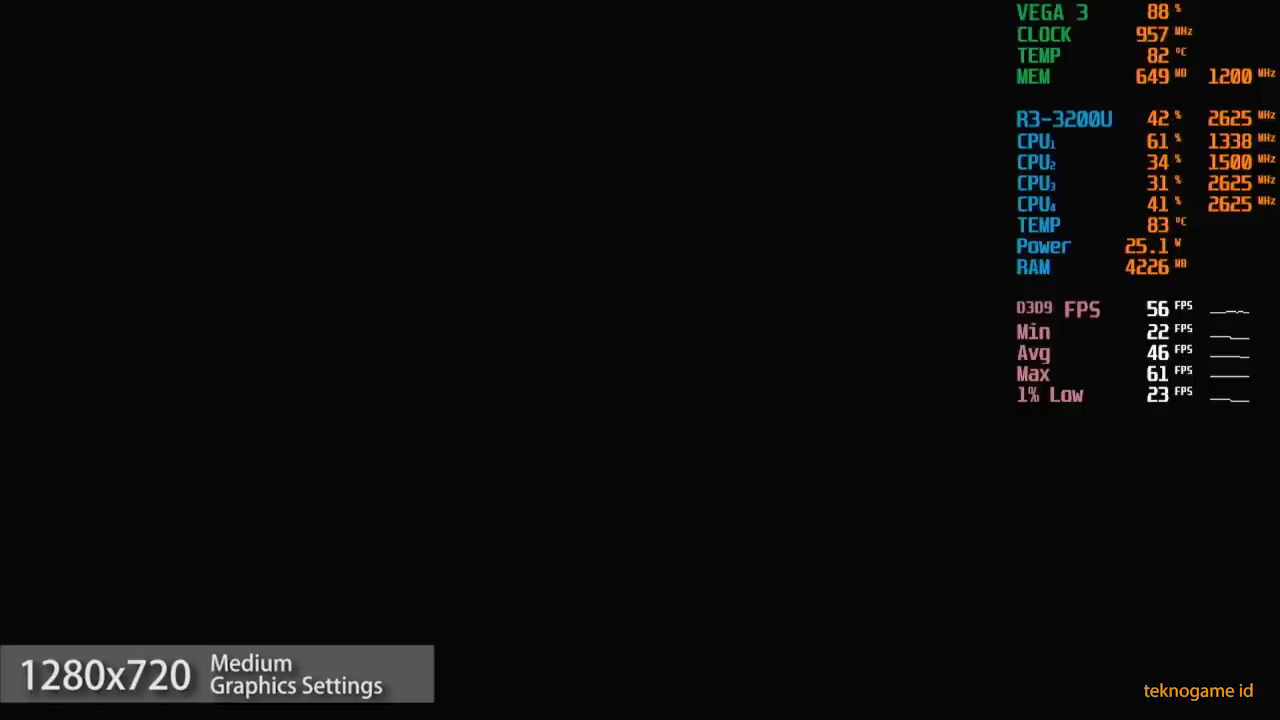 VEGA 3 88 %
CLOCK 957 MHz
TEMP 82 °C
MEM 649 MB 1200 MHz
R3-3200U 42 % 2625 MHz
CPU1 61 % 1338 MHz
CPU2 34 % 1500 MHz
CPU3 31 % 2625 MHz
CPU4 41 % 2625 MHz
TEMP 83 °C
Power 25.1 W
RAM 4226 MB
D3D9 FPS 56 FPS
Min 22 FPS
Avg 46 FPS
Max 61 FPS
1% Low 23 FPS
1280x720 Medium
Graphics Settings
teknogame id